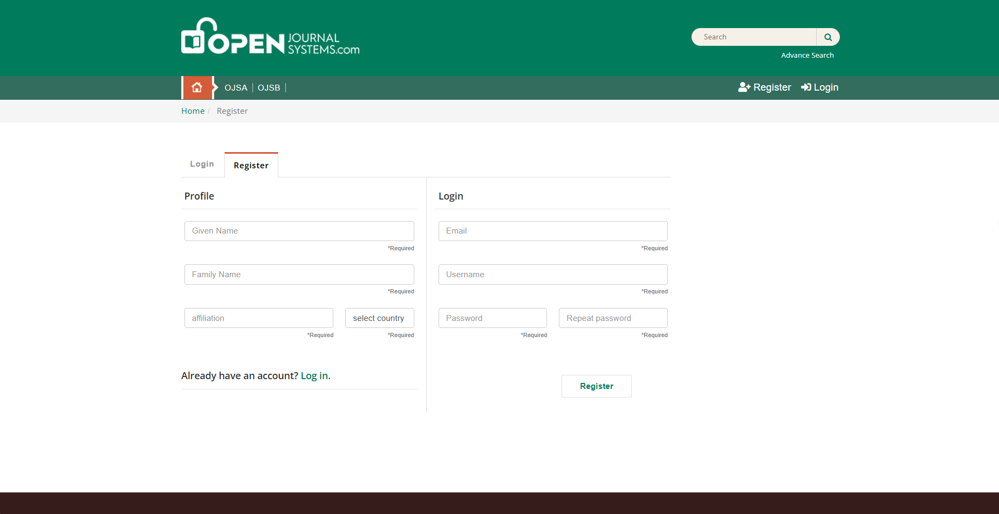 OPEN JOURNAL SYSTEMS.com
Search
Advance Search
OJSA OJSB
Register Login
Home / Register
Login Register
Profile
Given Name
*Required
Family Name
*Required
affiliation select country
*Required *Required
Already have an account? Log in.
Login
Email
*Required
Username
*Required
Password Repeat password
*Required *Required
Register